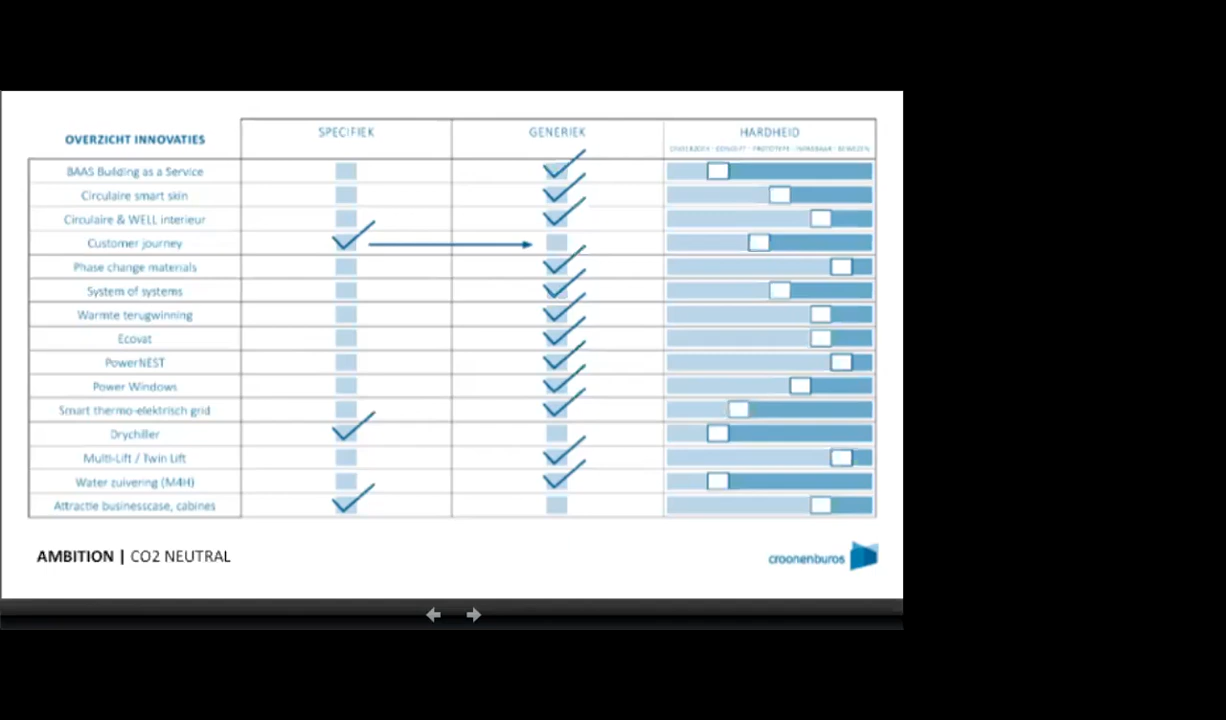 OVERZICHT INNOVATIES
SPECIFIEK
GENERIEK
HARDHEID
BAAS Building as a Service
Circulaire smart skin
Circulaire & WELL interieur
Customer journey
Phase change materials
System of systems
Warmte terugwinning
Ecovat
PowerNEST
Power Windows
Smart thermo-elektrisch grid
Drychiller
Multi-Lift / Twin Lift
Water zuivering (M4H)
Attractie businesscase, cabines
AMBITION | CO2 NEUTRAL
croonenburos